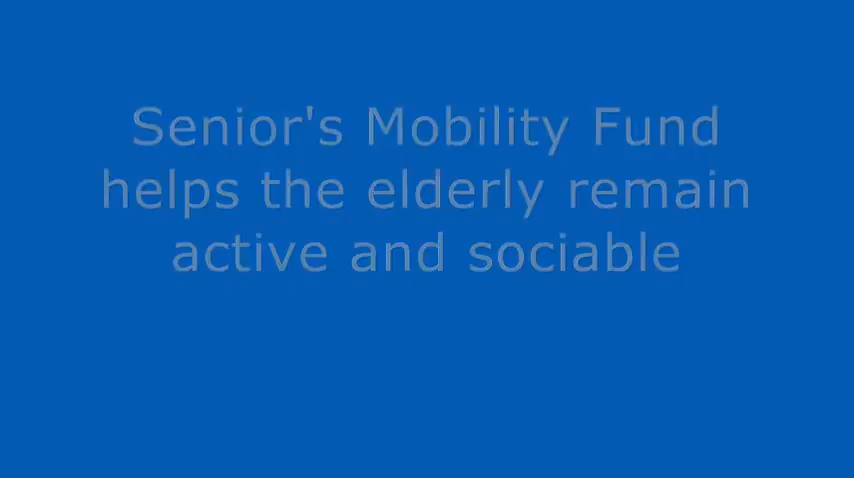 Senior's Mobility Fund
helps the elderly remain
active and sociable